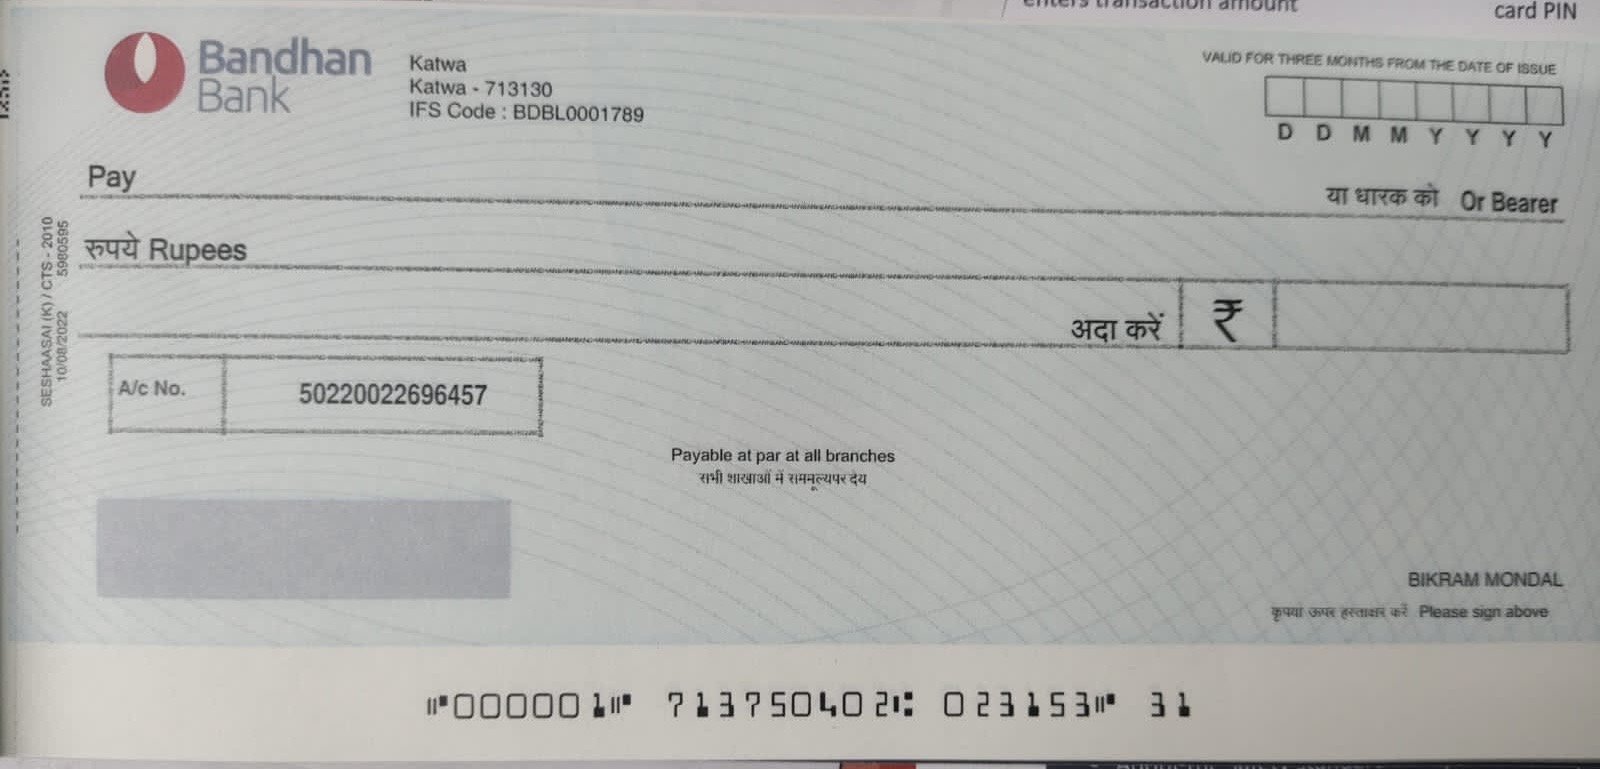 card PIN
Bandhan
Bank
Katwa
Katwa - 713130
IFS Code : BDBL0001789
VALID FOR THREE MONTHS FROM THE DATE OF ISSUE
D D M M Y Y Y Y
Pay
या धारक को Or Bearer
रुपये Rupees
अदा करें ₹
A/c No. 50220022696457
SESHAASAI (K) / CTS - 2010
10/08/2022 5980595
Payable at par at all branches
सभी शाखाओं में सममूल्यपर देय
BIKRAM MONDAL
कृपया ऊपर हस्ताक्षर करें Please sign above
⑈000001⑈ 713750402⑆ 023153⑈ 31